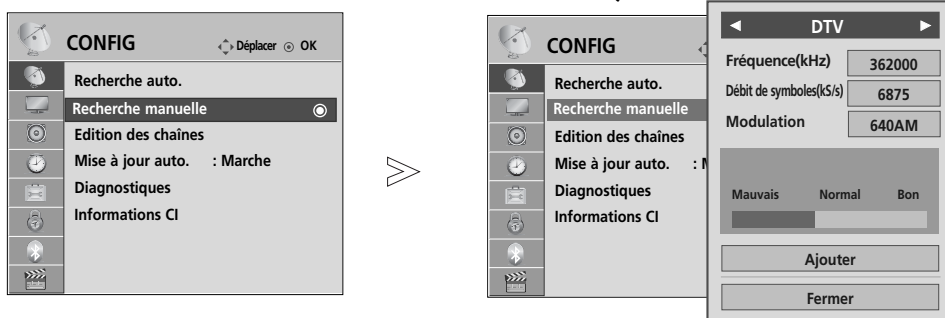 CONFIG
Déplacer OK
Recherche auto.
Recherche manuelle
Edition des chaînes
Mise à jour auto. : Marche
Diagnostiques
Informations CI
CONFIG
Recherche auto.
Recherche manuelle
Edition des chaînes
Mise à jour auto. : M
Diagnostiques
Informations CI
DTV
Fréquence(kHz) 362000
Débit de symboles(kS/s) 6875
Modulation 640AM
Mauvais Normal Bon
Ajouter
Fermer